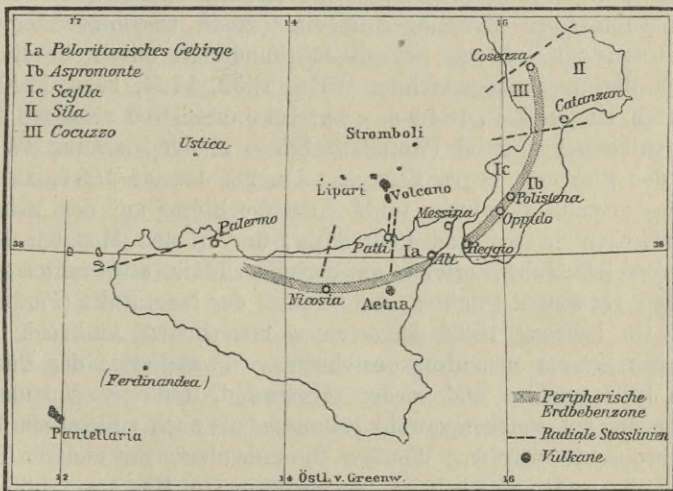 12
14
16
Ia Peloritanisches Gebirge
Ib Aspromonte
Ic Scylla
II Sila
III Cocuzzo
Cosenza
II
III
Catanzaro
Ustica
Stromboli
Lipari
Volcano
Ic
Ib
Polistena
Messina
Oppido
Palermo
38
38
Patti
Reggio
Ia
Ali
Nicosia
Aetna
(Ferdinandea)
Peripherische
Erdbebenzone
Radiale Stosslinien
Vulkane
Pantellaria
12
14 Östl. v. Greenw.
16